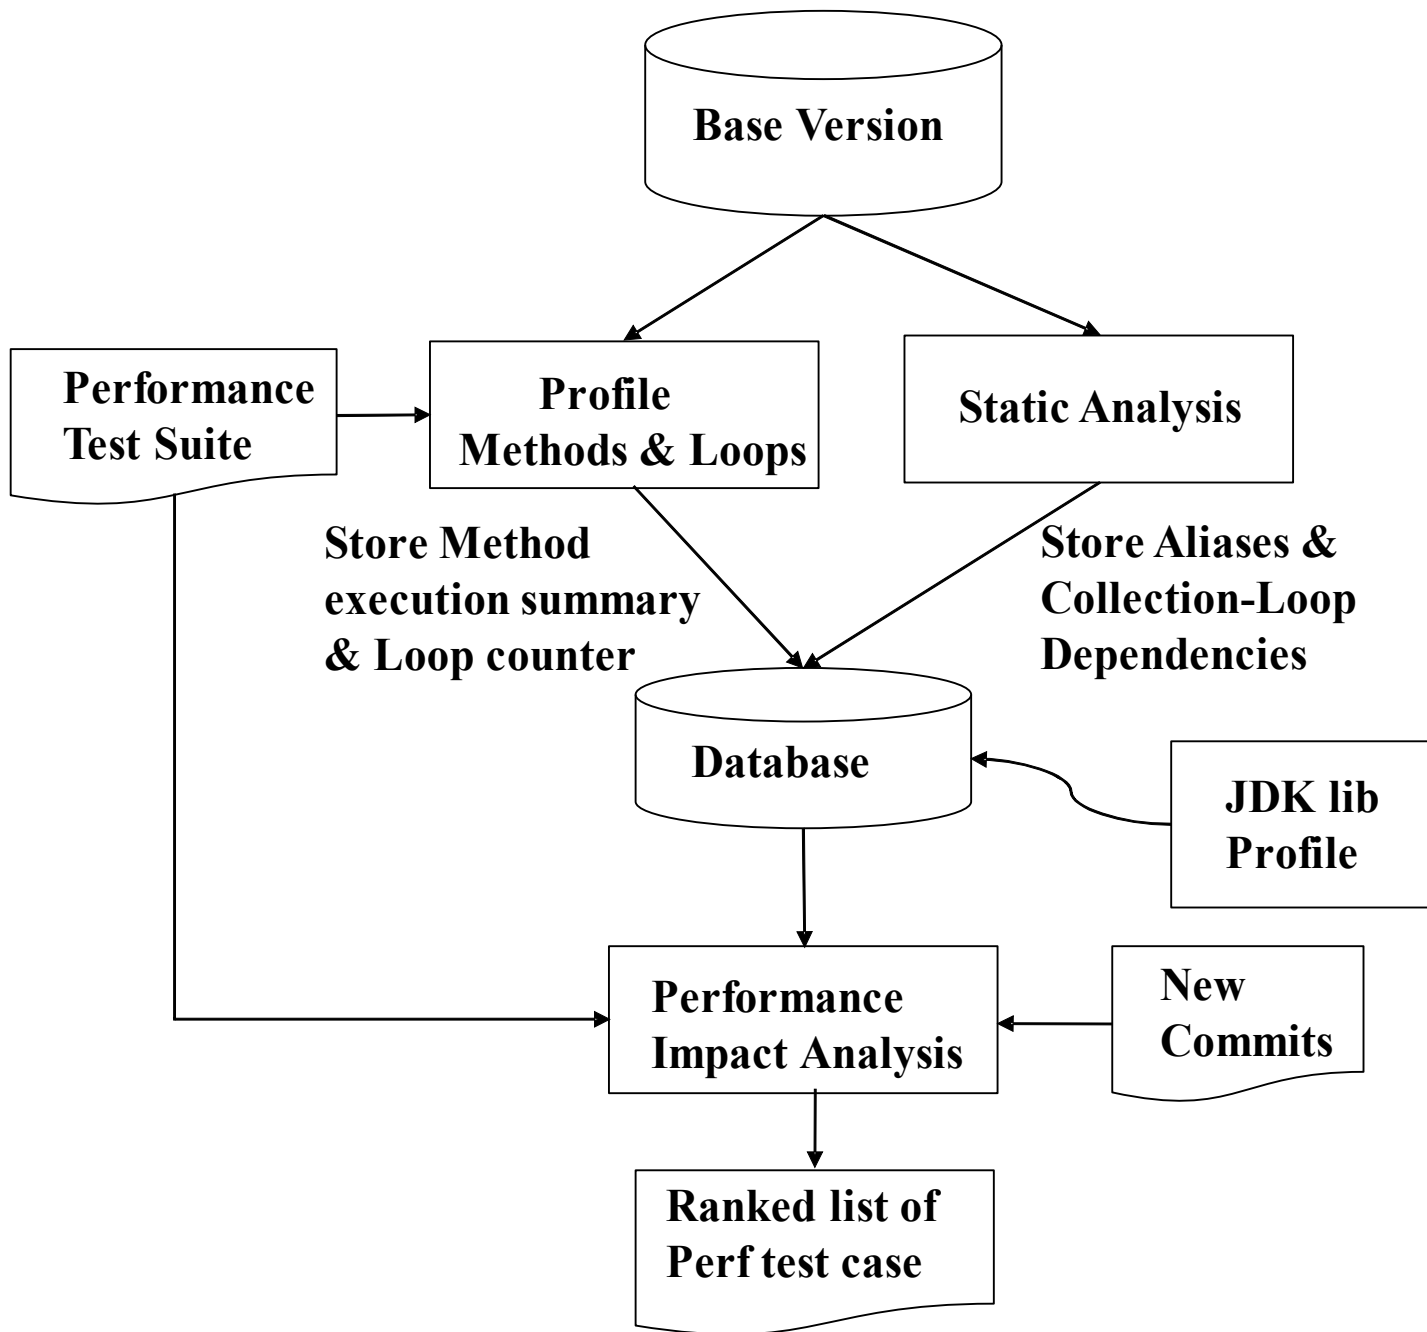 Base Version
Performance
Test Suite
Profile
Methods & Loops
Static Analysis
Store Method
execution summary
& Loop counter
Store Aliases &
Collection-Loop
Dependencies
Database
JDK lib
Profile
Performance
Impact Analysis
New
Commits
Ranked list of
Perf test case